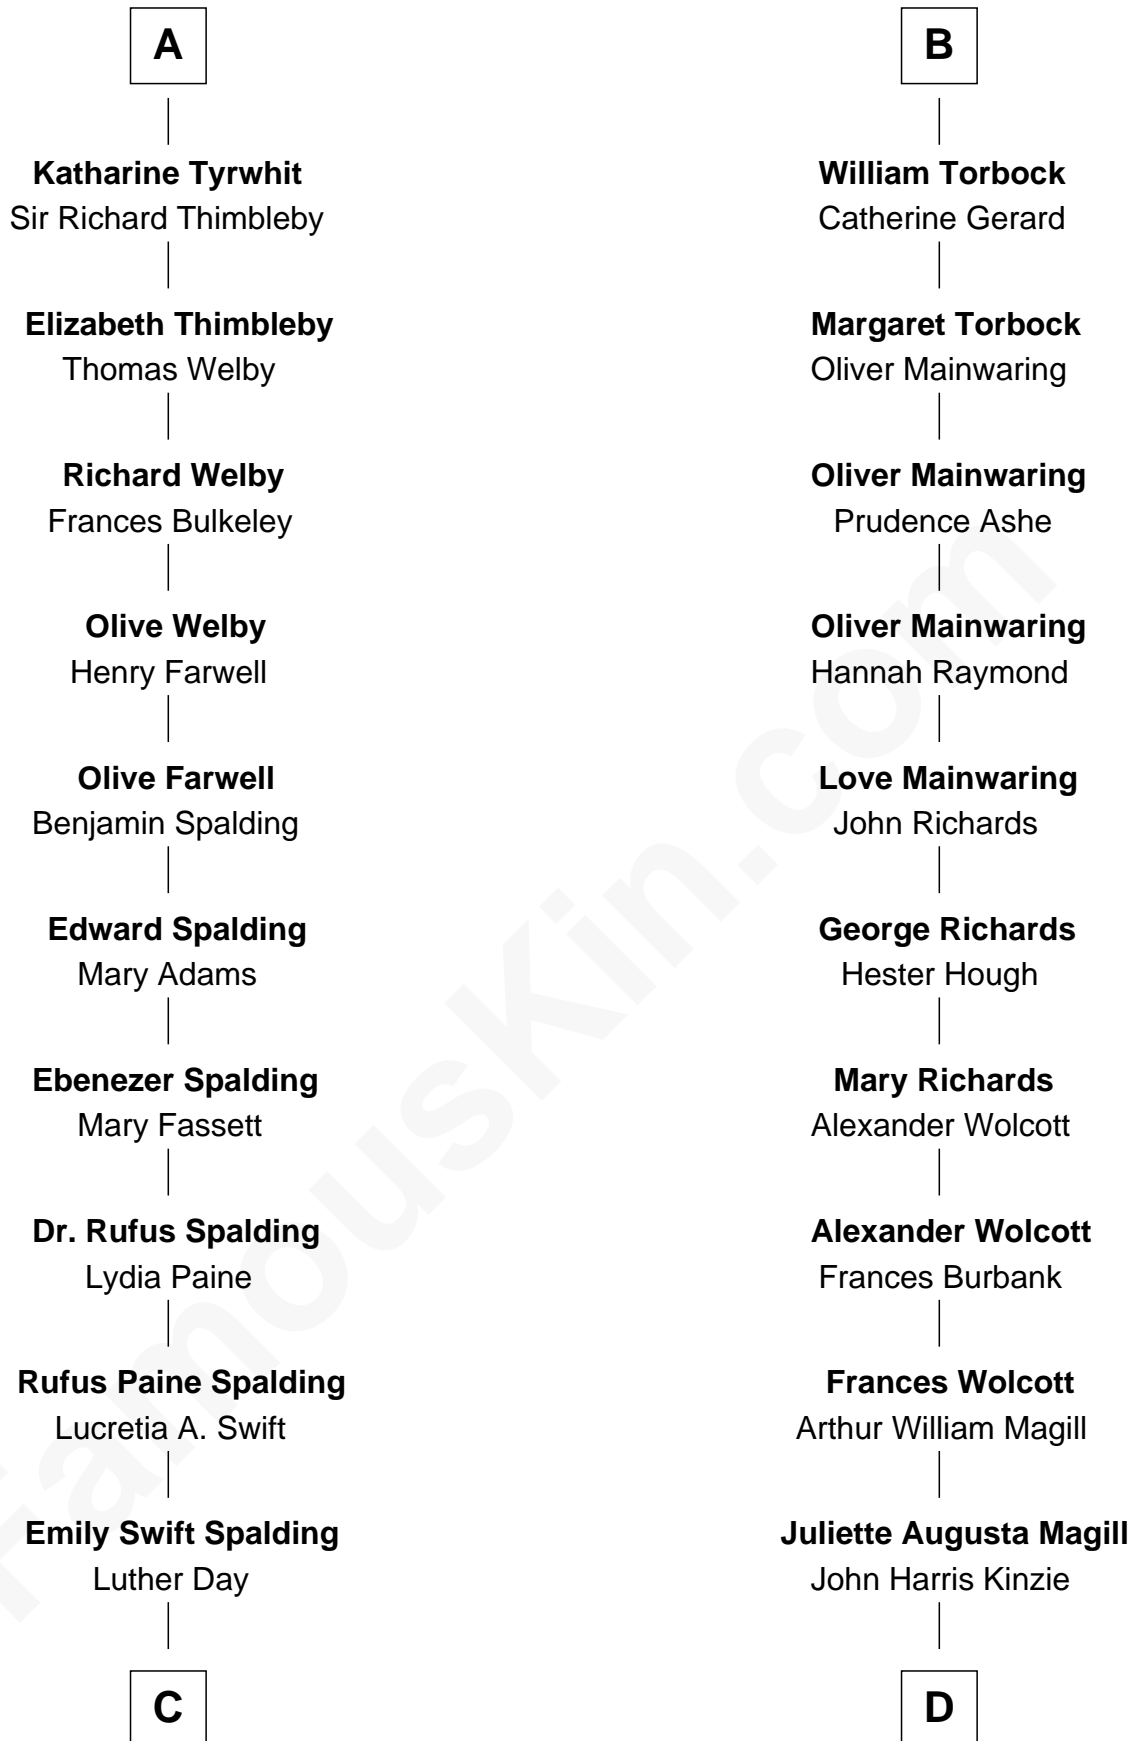 A
Katharine Tyrwhit
Sir Richard Thimbleby
Elizabeth Thimbleby
Thomas Welby
Richard Welby
Frances Bulkeley
Olive Welby
Henry Farwell
Olive Farwell
Benjamin Spalding
Edward Spalding
Mary Adams
Ebenezer Spalding
Mary Fassett
Dr. Rufus Spalding
Lydia Paine
Rufus Paine Spalding
Lucretia A. Swift
Emily Swift Spalding
Luther Day
C
B
William Torbock
Catherine Gerard
Margaret Torbock
Oliver Mainwaring
Oliver Mainwaring
Prudence Ashe
Oliver Mainwaring
Hannah Raymond
Love Mainwaring
John Richards
George Richards
Hester Hough
Mary Richards
Alexander Wolcott
Alexander Wolcott
Frances Burbank
Frances Wolcott
Arthur William Magill
Juliette Augusta Magill
John Harris Kinzie
D
FamousKin.com